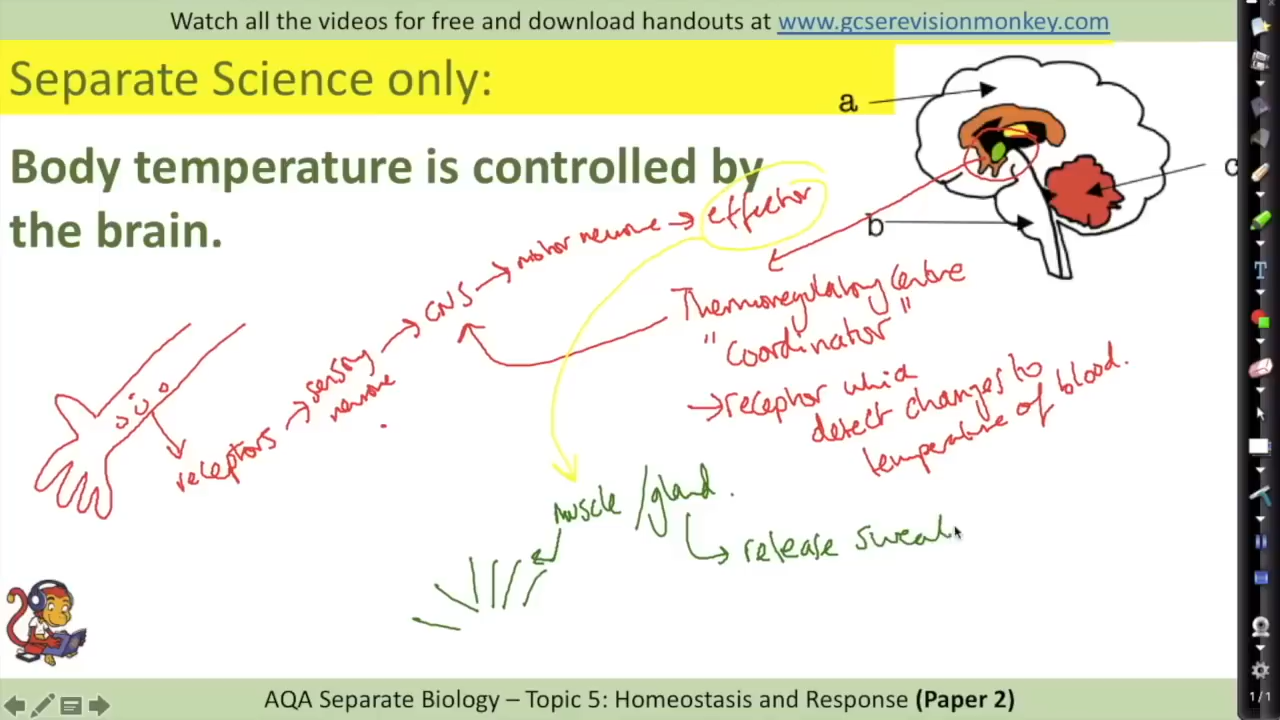 Watch all the videos for free and download handouts at www.gcserevisionmonkey.com
Separate Science only:
Body temperature is controlled by
the brain.
a
b
c
receptors → sensory
neurone → CNS → motor neurone → effector
Thermoregulatory Centre
"coordinator"
→ receptor which
detect changes to
temperature of blood.
muscle / gland.
release sweat
AQA Separate Biology – Topic 5: Homeostasis and Response (Paper 2)
1/1